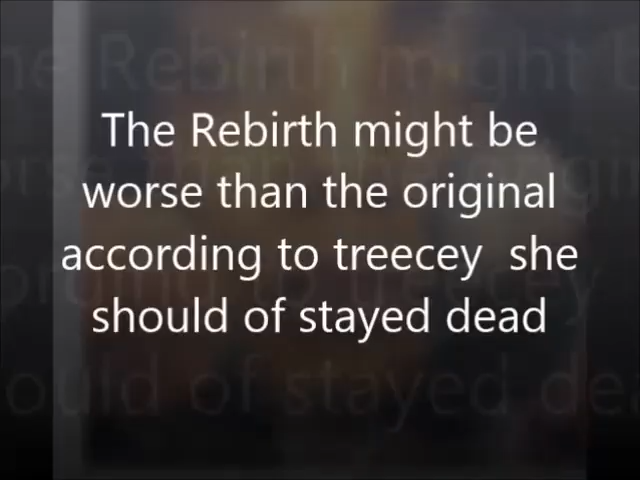 The Rebirth might be
worse than the original
according to treecey  she
should of stayed dead